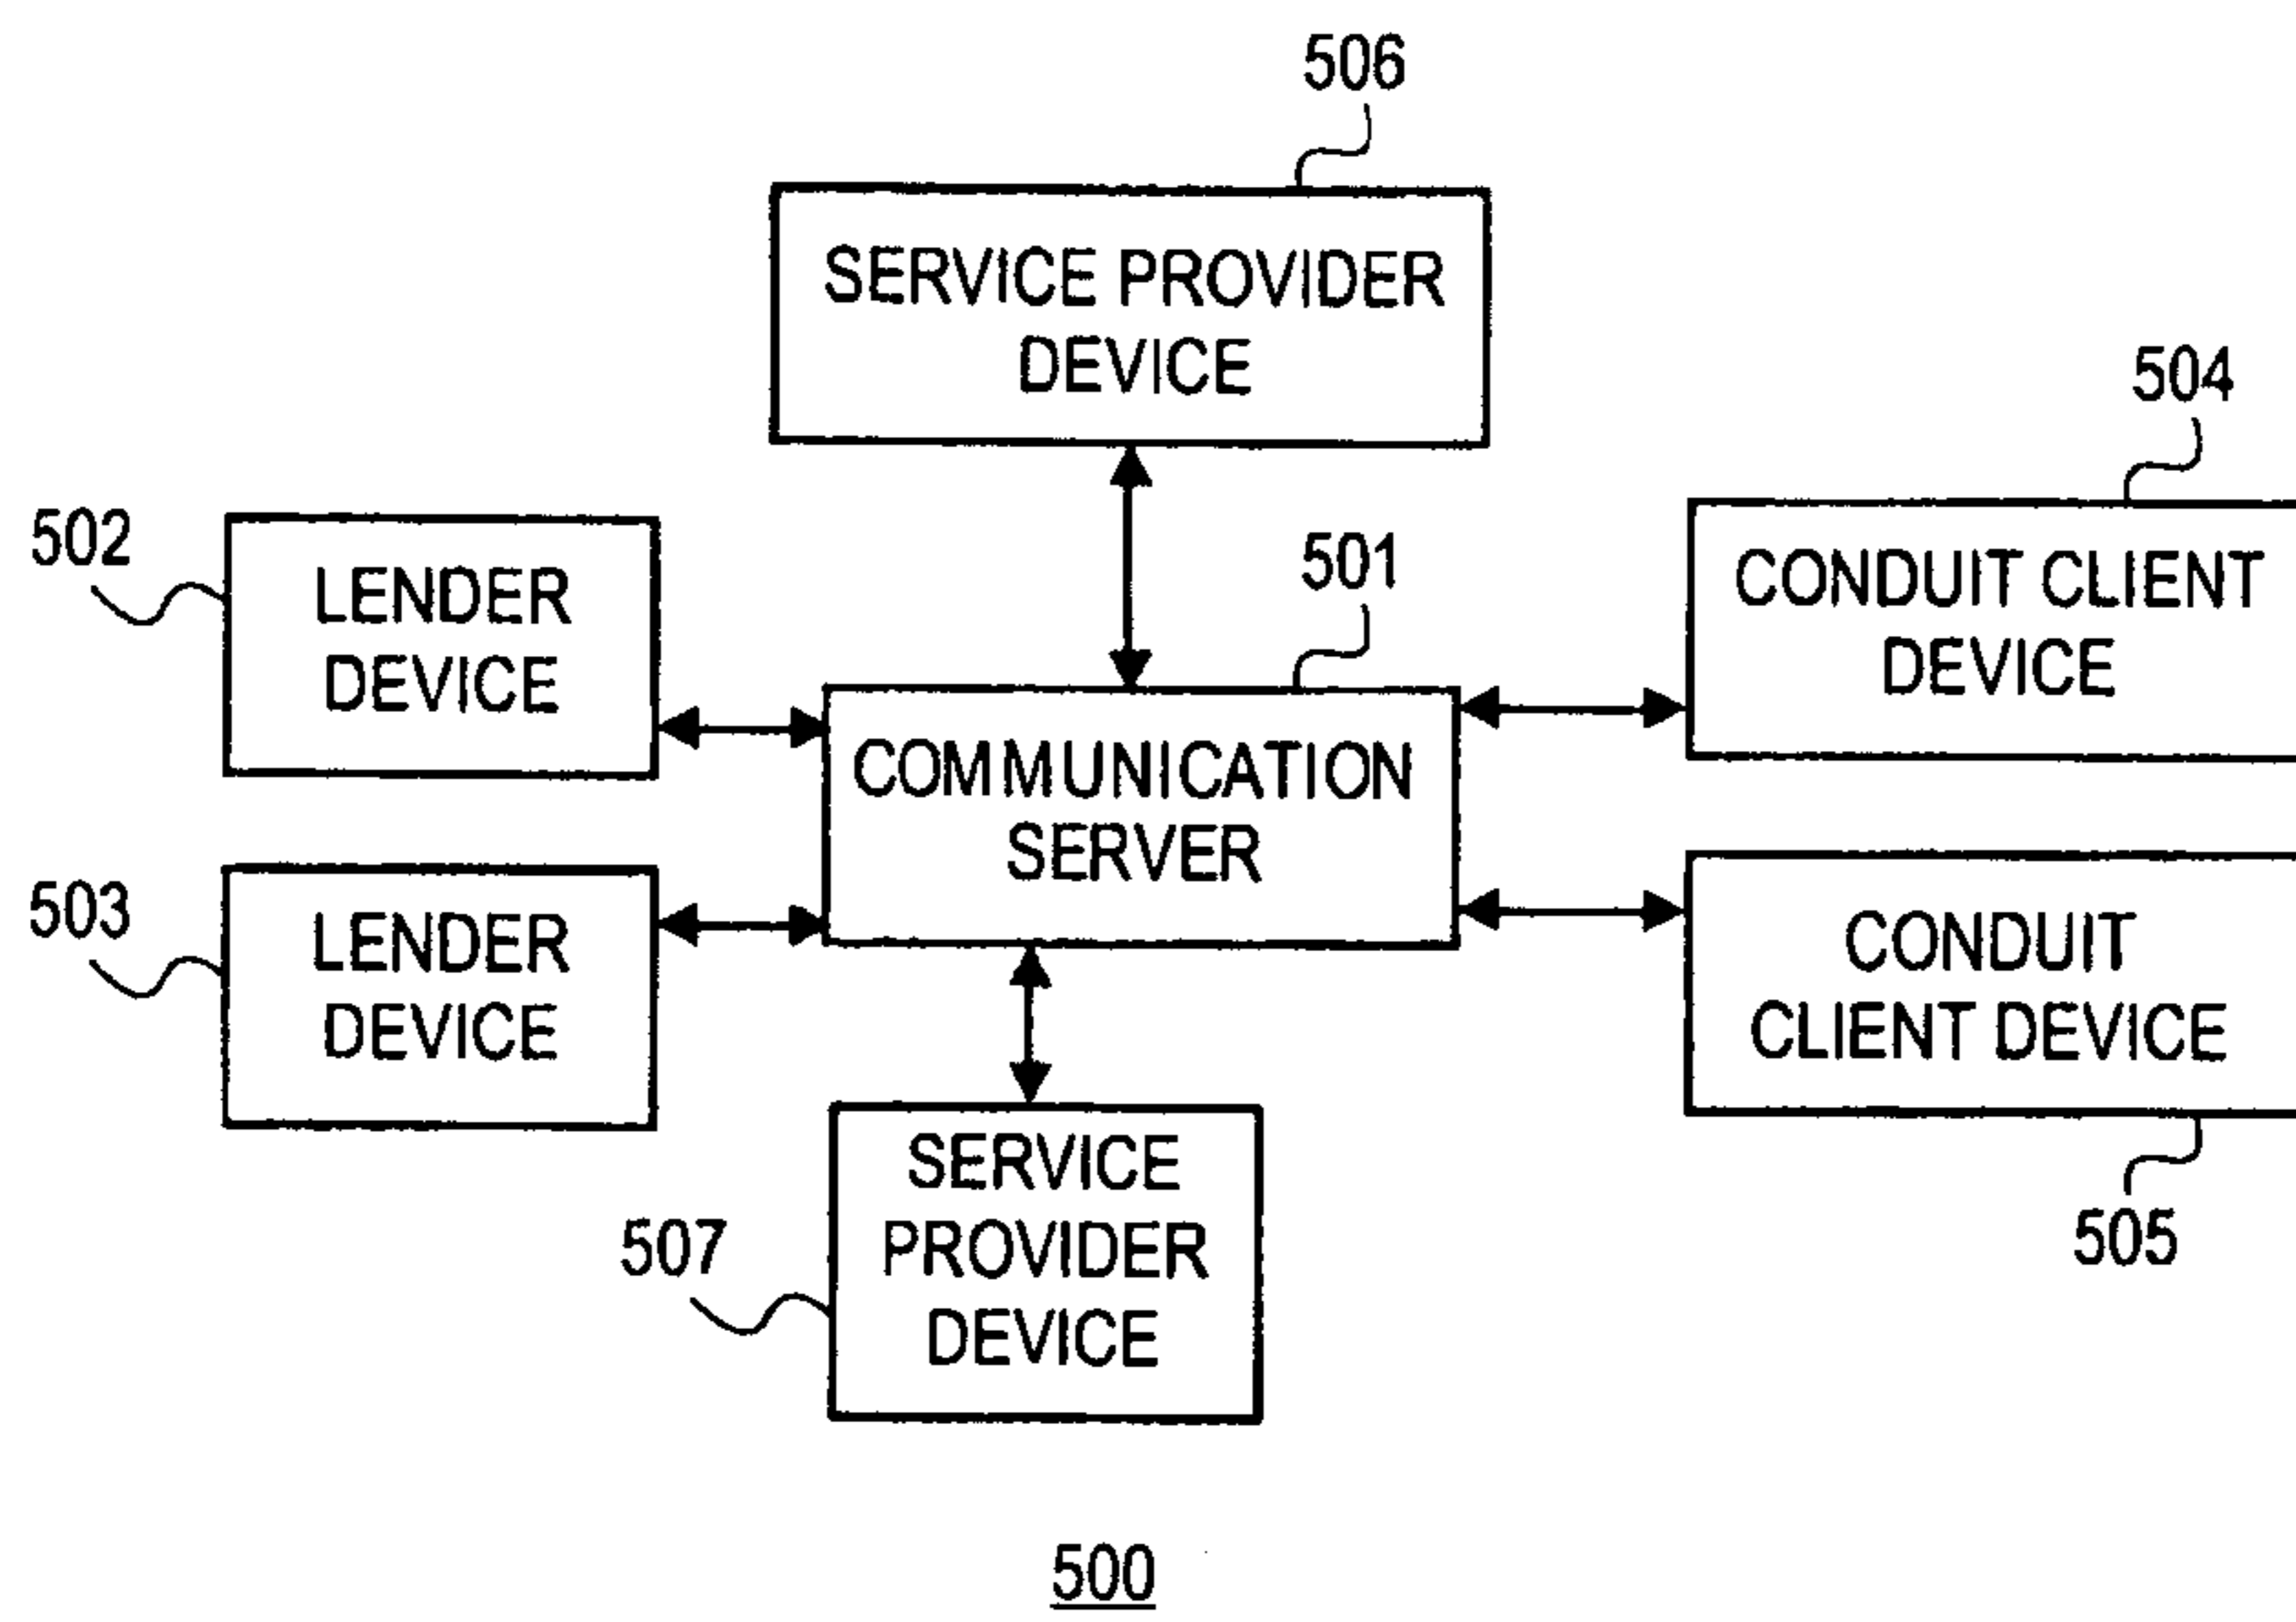 506
SERVICE PROVIDER
DEVICE
504
502
LENDER
DEVICE
501
CONDUIT CLIENT
DEVICE
COMMUNICATION
SERVER
503
LENDER
DEVICE
CONDUIT
CLIENT DEVICE
505
507
SERVICE
PROVIDER
DEVICE
500